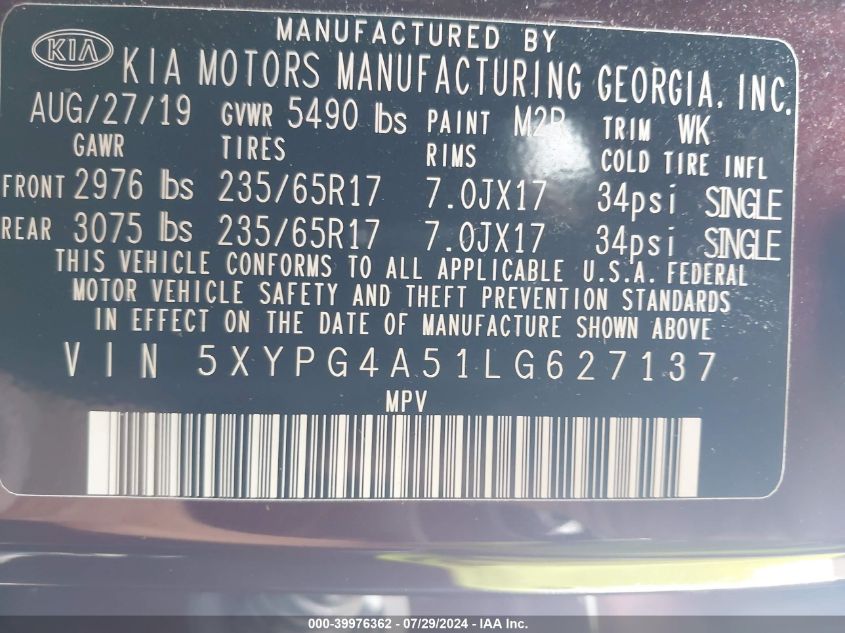 MANUFACTURED BY
KIA
KIA MOTORS MANUFACTURING GEORGIA, INC.
AUG/27/19 GVWR 5490 lbs PAINT M2R TRIM WK
GAWR TIRES RIMS COLD TIRE INFL
FRONT 2976 lbs 235/65R17 7.0JX17 34psi SINGLE
REAR 3075 lbs 235/65R17 7.0JX17 34psi SINGLE
THIS VEHICLE CONFORMS TO ALL APPLICABLE U.S.A. FEDERAL
MOTOR VEHICLE SAFETY AND THEFT PREVENTION STANDARDS
IN EFFECT ON THE DATE OF MANUFACTURE SHOWN ABOVE
VIN 5XYPG4A51LG627137
MPV
000-39976362 - 07/29/2024 - IAA Inc.